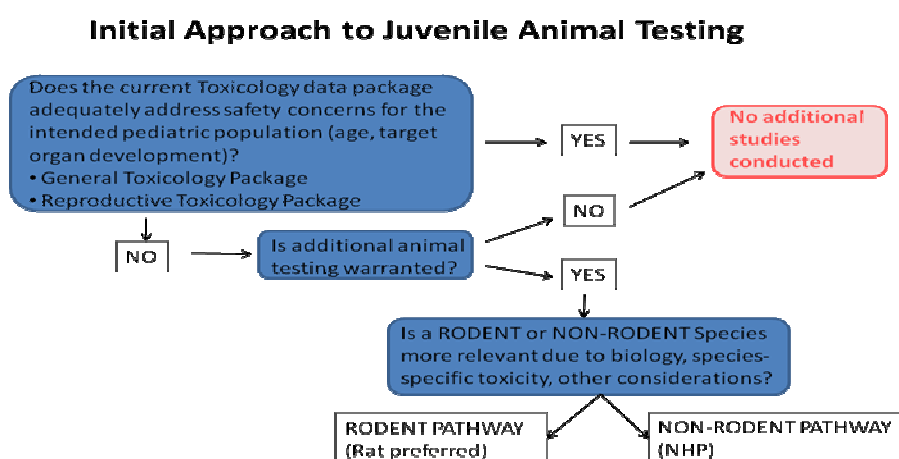 Initial Approach to Juvenile Animal Testing
Does the current Toxicology data package
adequately address safety concerns for the
intended pediatric population (age, target
organ development)?
• General Toxicology Package
• Reproductive Toxicology Package
YES
No additional
studies
conducted
NO
NO
Is additional animal
testing warranted?
YES
Is a RODENT or NON-RODENT Species
more relevant due to biology, species-
specific toxicity, other considerations?
RODENT PATHWAY
(Rat preferred)
NON-RODENT PATHWAY
(NHP)